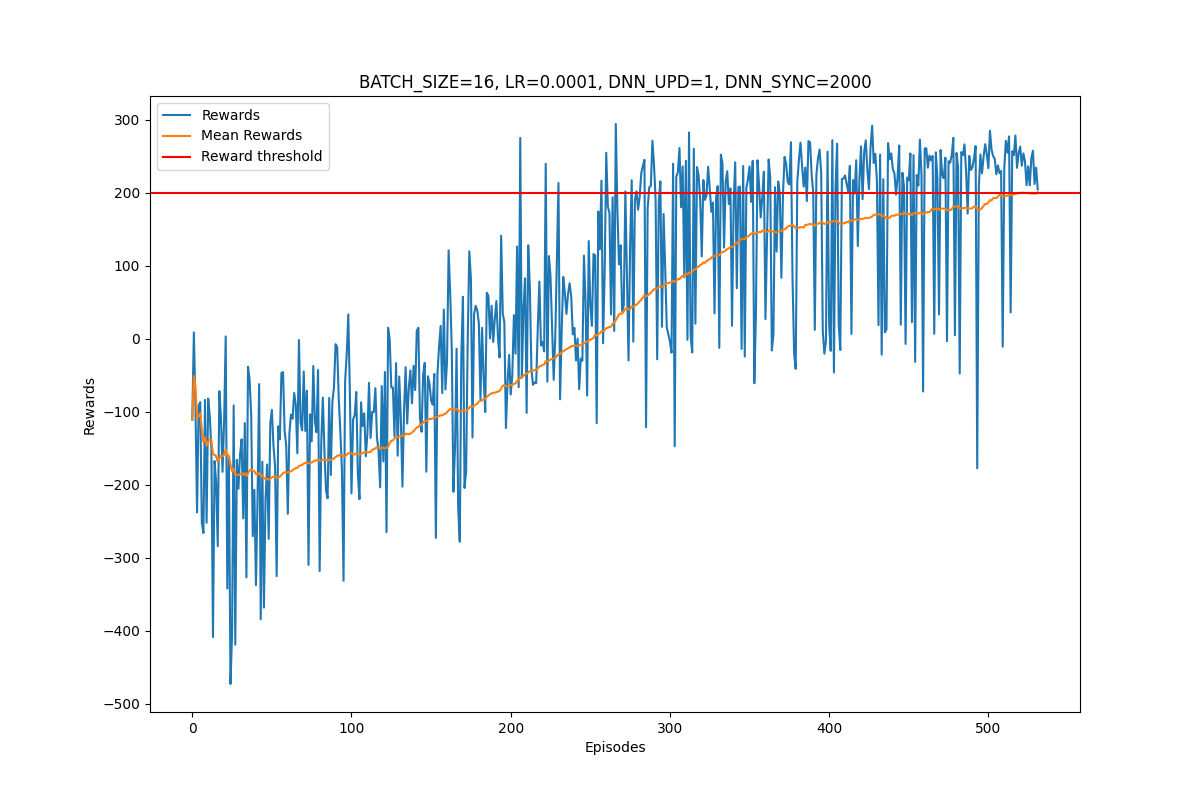 BATCH_SIZE=16, LR=0.0001, DNN_UPD=1, DNN_SYNC=2000
Rewards
Mean Rewards
Reward threshold
300
200
100
0
−100
−200
−300
−400
−500
Rewards
0
100
200
300
400
500
Episodes